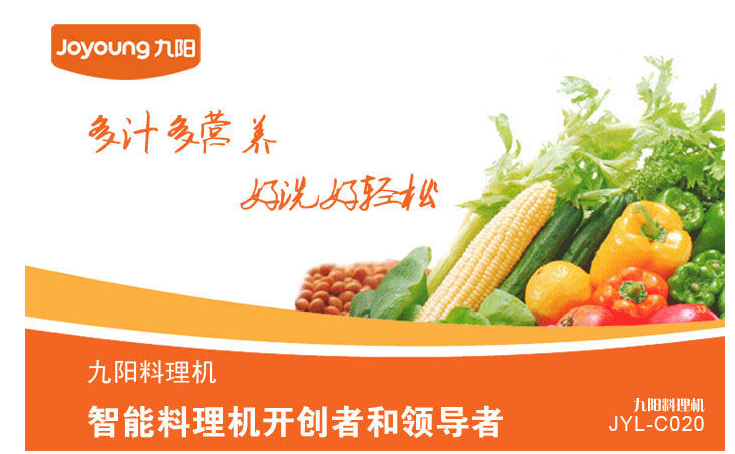 Joyoung 九阳
多汁多营养
好洗好轻松
九阳料理机
智能料理机开创者和领导者
九阳料理机
JYL-C020